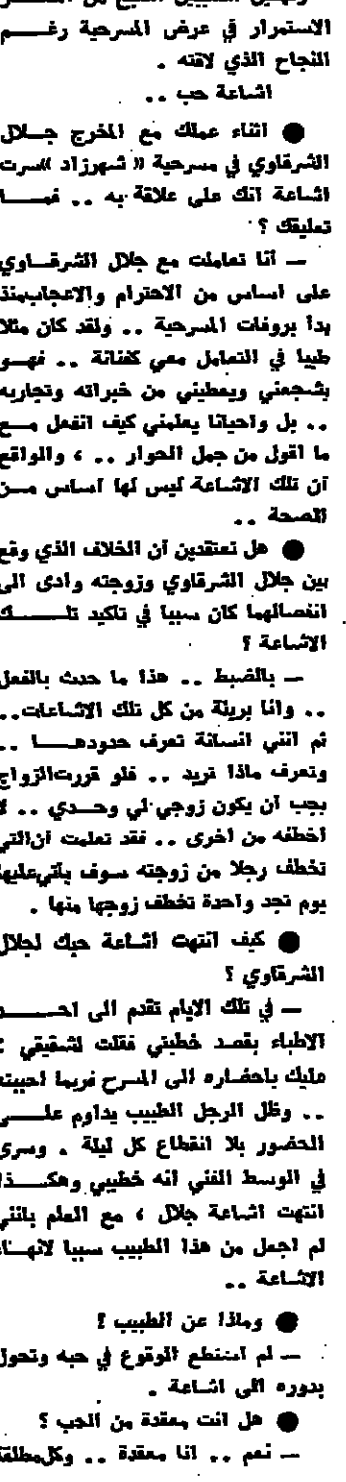 الاستمرار في عرض المسرحية رغم
النجاح الذي لاقته .
اشاعة حب ..
● اثناء عملك مع المخرج جلال
الشرقاوي في مسرحية « شهرزاد » سرت
اشاعة انك على علاقة به .. فما
تعليقك ؟
— أنا تعاملت مع جلال الشرقاوي
على اساس من الاحترام والاعجاب منذ
بدأ بروفات المسرحية .. ولقد كان مثلا
طيبا في التعامل معي كفنانة .. فهو
يشجعني ويعطيني من خبراته وتجاربه
.. بل واحيانا يعلمني كيف انفعل مع
ما اقول من جمل الحوار .. ، والواقع
أن تلك الاشاعة ليس لها اساس من
الصحة ..
● هل تعتقدين أن الخلاف الذي وقع
بين جلال الشرقاوي وزوجته وادى الى
انفصالهما كان سببا في تأكيد تلك
الاشاعة ؟
— بالضبط .. هذا ما حدث بالفعل
.. وانا بريئة من كل تلك الاشاعات ..
ثم انني انسانة تعرف حدودها ..
وتعرف ماذا تريد .. فلو قررت الزواج
يجب أن يكون زوجي لي وحدي .. لا
اخطفه من اخرى .. فقد تعلمت ان التي
تخطف رجلا من زوجته سوف يأتي عليها
يوم تجد واحدة تخطف زوجها منها .
● كيف انتهت اشاعة حبك لجلال
الشرقاوي ؟
— في تلك الايام تقدم الى احد
الاطباء بقصد خطبتي فقلت لشقيقي :
عليك باحضاره الى المسرح فربما احببته
.. وظل الرجل الطبيب يداوم على
الحضور بلا انقطاع كل ليلة . وسرى
في الوسط الفني انه خطيبي وهكذا
انتهت اشاعة جلال ، مع العلم بانني
لم اجعل من هذا الطبيب سببا لانهاء
الاشاعة ..
● وماذا عن الطبيب ؟
— لم استطع الوقوع في حبه وتحول
بدوره الى اشاعة .
● هل انت معقدة من الحب ؟
— نعم .. انا معقدة .. وكل مطلقة